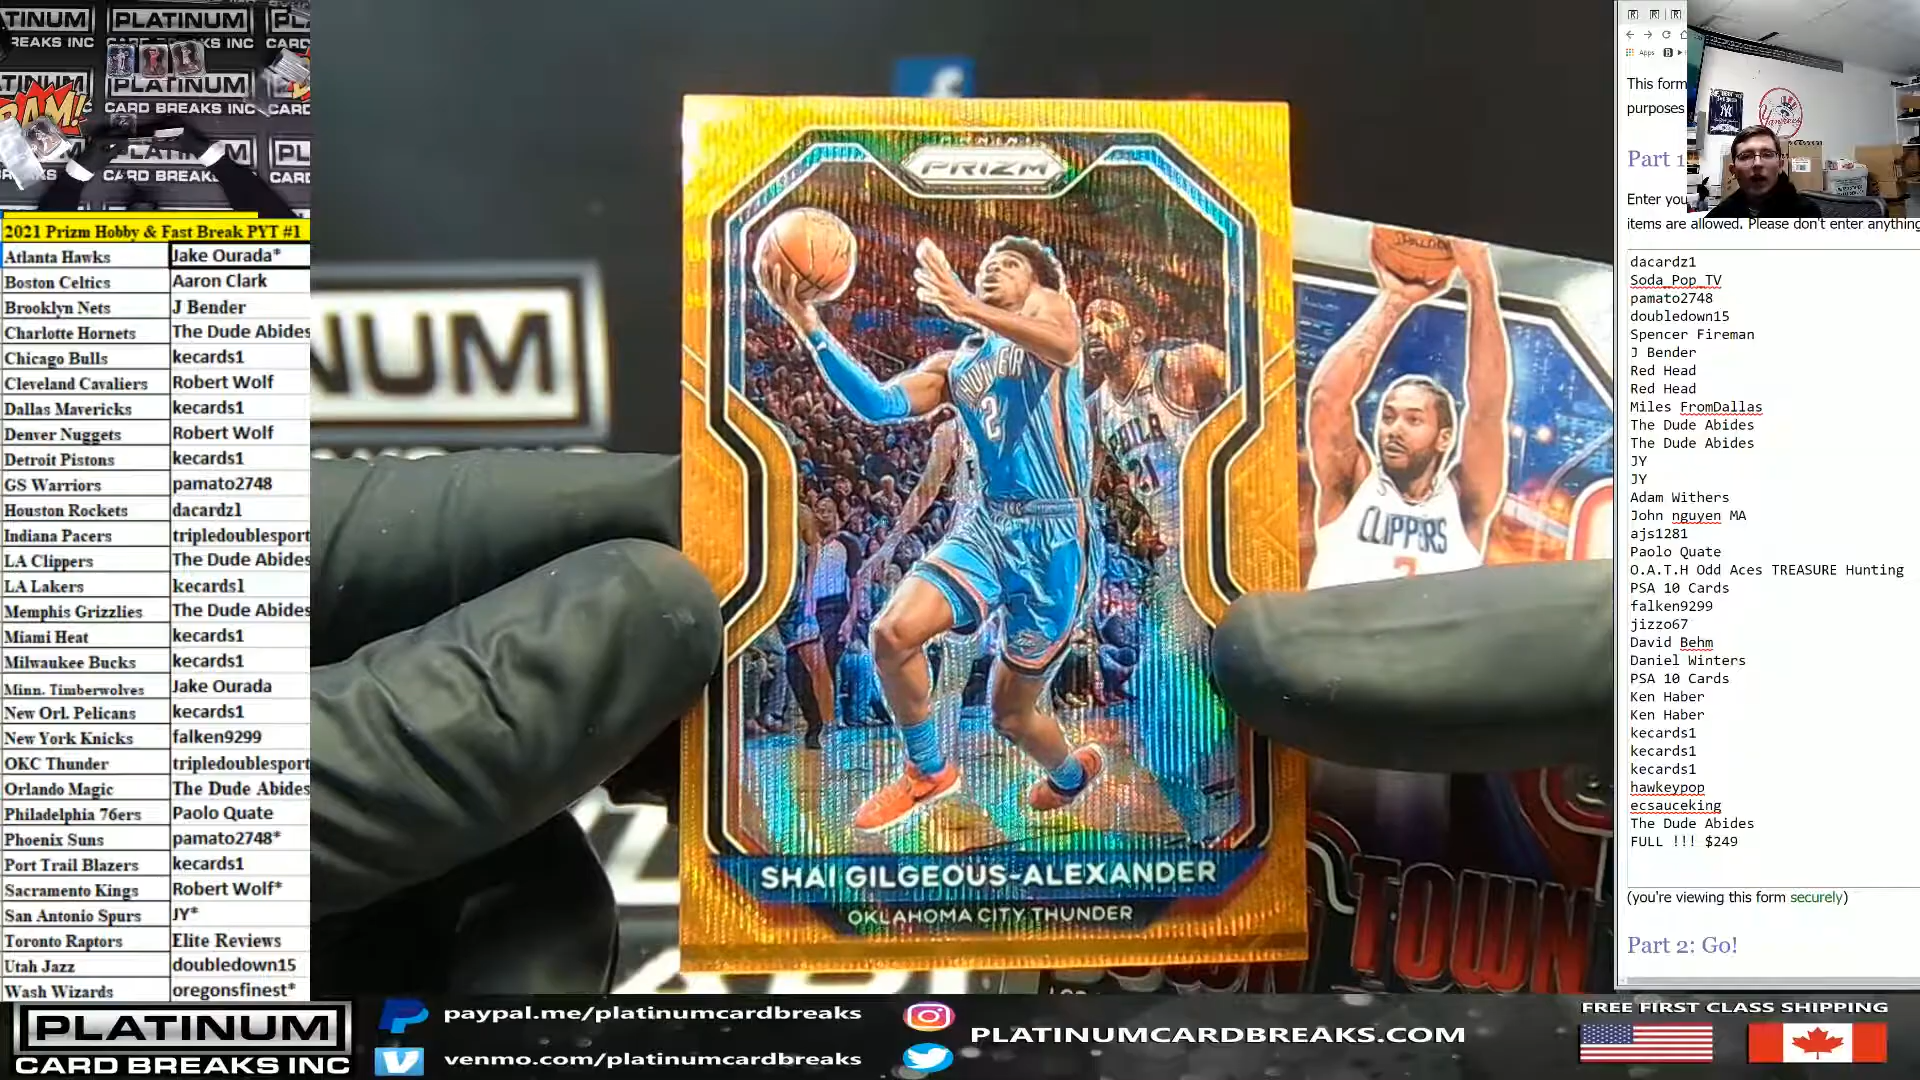 PLATINUM
CARD BREAKS INC
BAM!
2021 Prizm Hobby & Fast Break PYT #1
Atlanta Hawks Jake Ourada*
Boston Celtics Aaron Clark
Brooklyn Nets J Bender
Charlotte Hornets The Dude Abides
Chicago Bulls kecards1
Cleveland Cavaliers Robert Wolf
Dallas Mavericks kecards1
Denver Nuggets Robert Wolf
Detroit Pistons kecards1
GS Warriors pamato2748
Houston Rockets dacardz1
Indiana Pacers tripledoublesport
LA Clippers The Dude Abides
LA Lakers kecards1
Memphis Grizzlies The Dude Abides
Miami Heat kecards1
Milwaukee Bucks kecards1
Minn. Timberwolves Jake Ourada
New Orl. Pelicans kecards1
New York Knicks falken9299
OKC Thunder tripledoublesport
Orlando Magic The Dude Abides
Philadelphia 76ers Paolo Quate
Phoenix Suns pamato2748*
Port Trail Blazers kecards1
Sacramento Kings Robert Wolf*
San Antonio Spurs JY*
Toronto Raptors Elite Reviews
Utah Jazz doubledown15
Wash Wizards oregonsfinest*
NUM
PANINI
PRIZM
THUNDER
2
PHILA
31
SHAI GILGEOUS-ALEXANDER
OKLAHOMA CITY THUNDER
SPALDING
CLIPPERS
TOWN
Apps
This form
purposes
Yankees
Part 1
Enter you
items are allowed. Please don't enter anything
dacardz1
Soda_Pop_TV
pamato2748
doubledown15
Spencer Fireman
J Bender
Red Head
Red Head
Miles FromDallas
The Dude Abides
The Dude Abides
JY
JY
Adam Withers
John nguyen MA
ajs1281
Paolo Quate
O.A.T.H Odd Aces TREASURE Hunting
PSA 10 Cards
falken9299
jizzo67
David Behm
Daniel Winters
PSA 10 Cards
Ken Haber
Ken Haber
kecards1
kecards1
kecards1
hawkeypop
ecsauceking
The Dude Abides
FULL !!! $249
(you're viewing this form securely)
Part 2: Go!
PLATINUM
CARD BREAKS INC
paypal.me/platinumcardbreaks
venmo.com/platinumcardbreaks
PLATINUMCARDBREAKS.COM
FREE FIRST CLASS SHIPPING